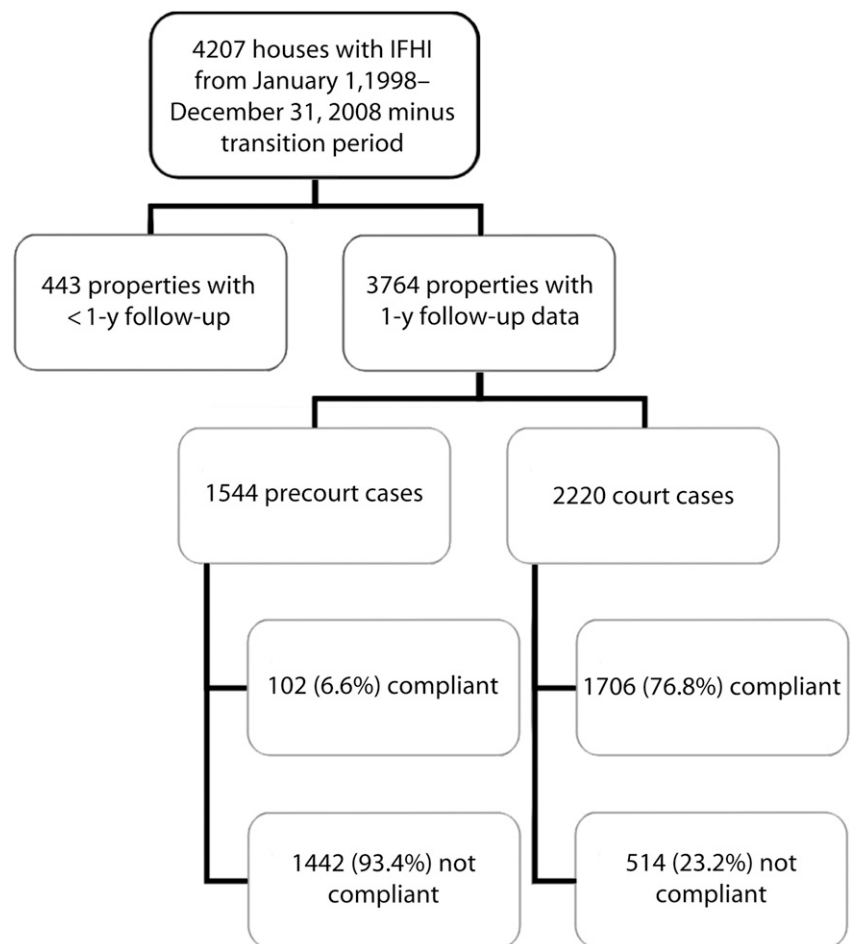 4207 houses with IFHI
from January 1,1998–
December 31, 2008 minus
transition period
443 properties with
< 1-y follow-up
3764 properties with
1-y follow-up data
1544 precourt cases
2220 court cases
102 (6.6%) compliant
1706 (76.8%) compliant
1442 (93.4%) not
compliant
514 (23.2%) not
compliant